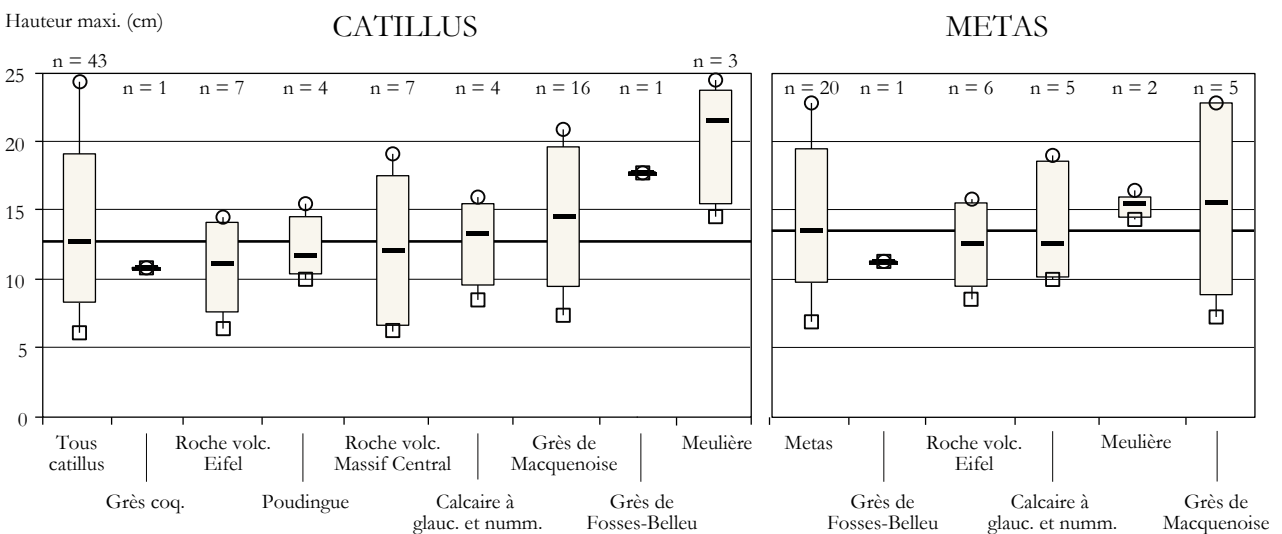 Hauteur maxi. (cm)
CATILLUS
METAS
n = 43
n = 3
n = 1
n = 7
n = 4
n = 7
n = 4
n = 16
n = 1
n = 20
n = 1
n = 6
n = 5
n = 2
n = 5
25
20
15
10
5
0
Tous
catillus
Grès coq.
Roche volc.
Eifel
Poudingue
Roche volc.
Massif Central
Calcaire à
glauc. et numm.
Grès de
Macquenoise
Grès de
Fosses-Belleu
Meulière
Metas
Grès de
Fosses-Belleu
Roche volc.
Eifel
Calcaire à
glauc. et numm.
Meulière
Grès de
Macquenoise